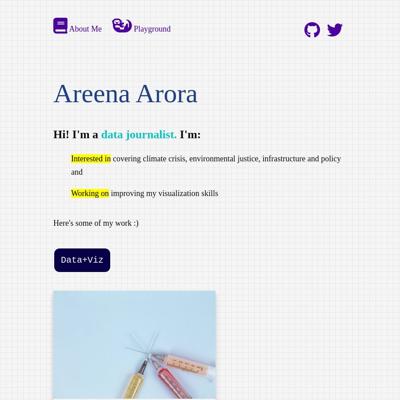 About Me Playground
Areena Arora
Hi! I'm a data journalist. I'm:
Interested in covering climate crisis, environmental justice, infrastructure and policy
and
Working on improving my visualization skills
Here's some of my work :)
Data+Viz